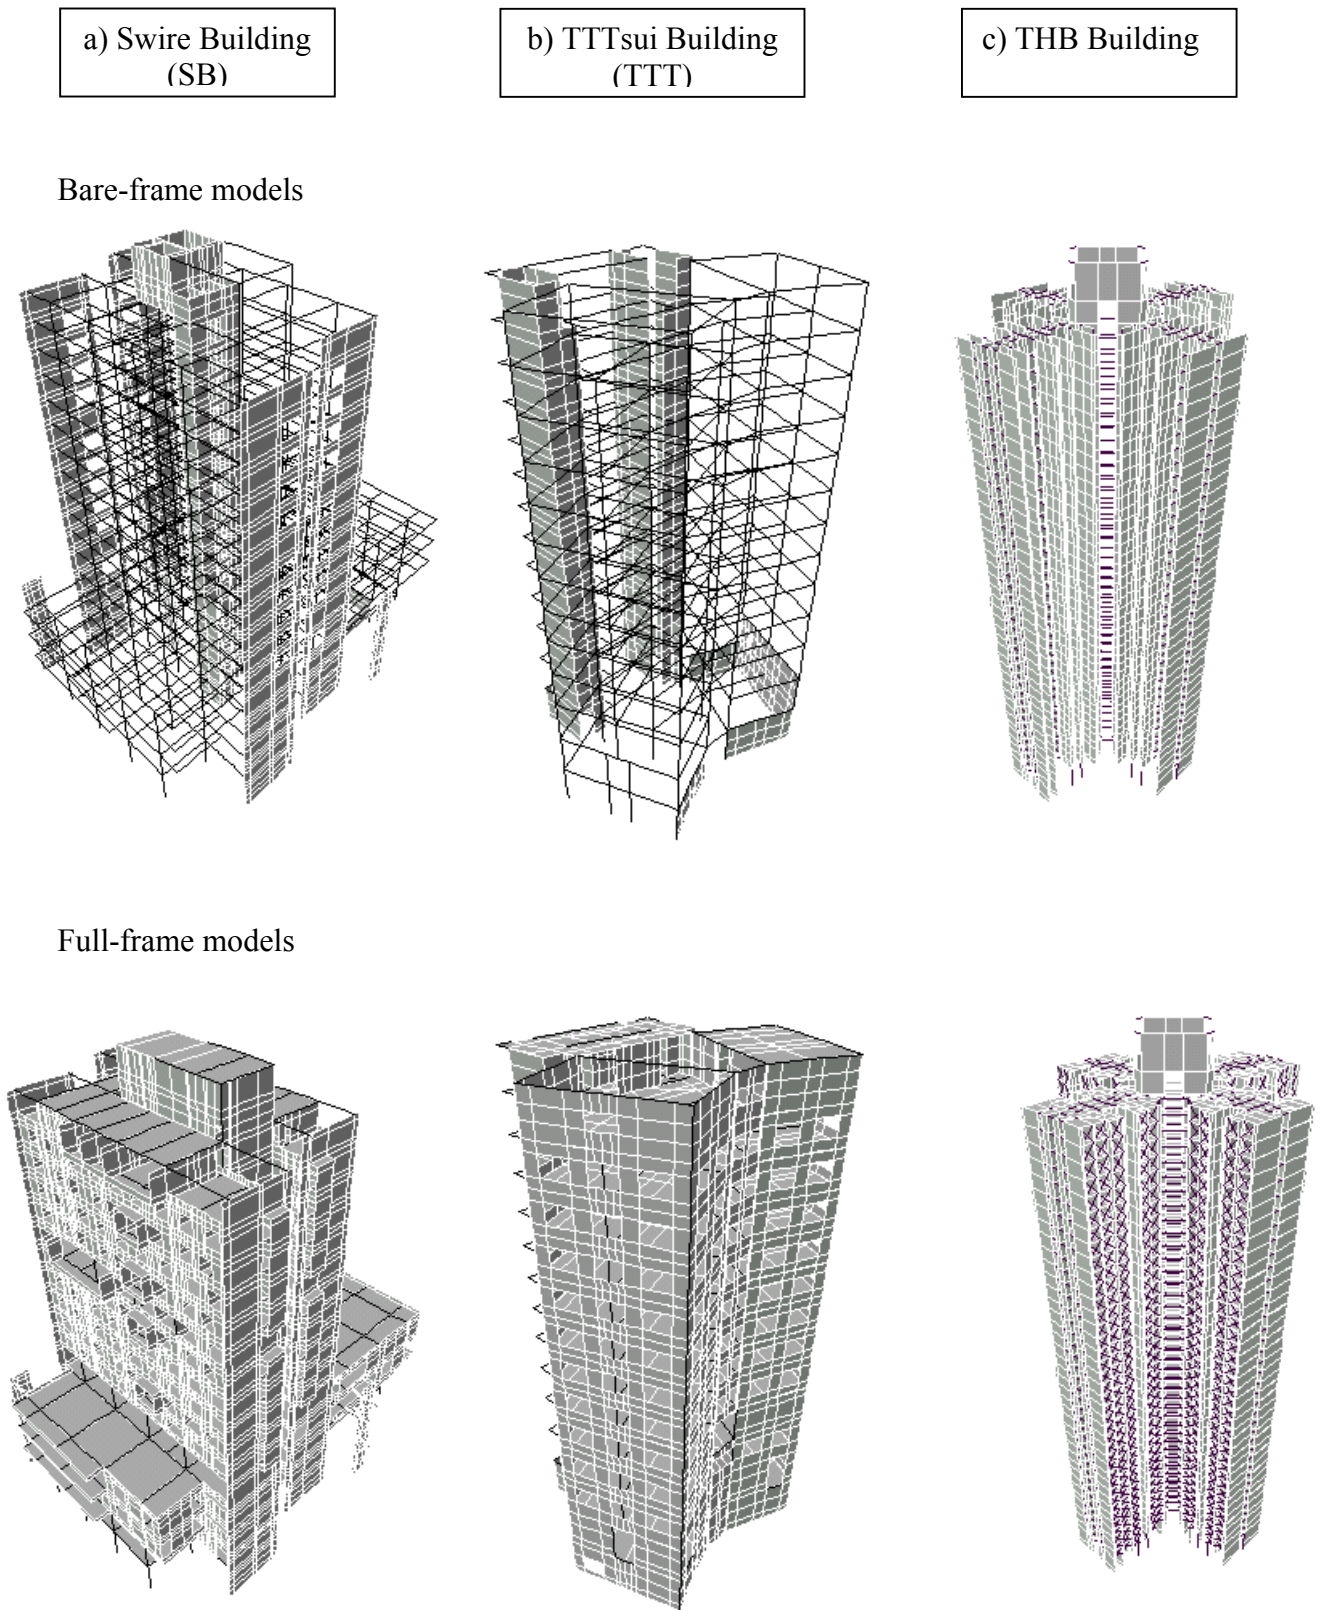 a) Swire Building
(SB)
b) TTTsui Building
(TTT)
c) THB Building
Bare-frame models
Full-frame models